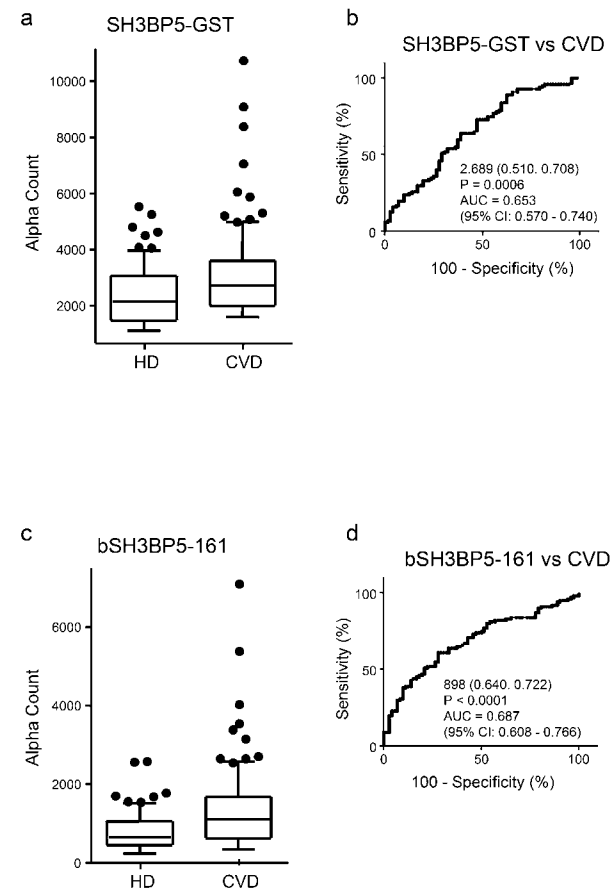 a
SH3BP5-GST
Alpha Count
10000
8000
6000
4000
2000
HD
CVD
b
SH3BP5-GST vs CVD
Sensitivity (%)
100
50
0
2.689 (0.510. 0.708)
P = 0.0006
AUC = 0.653
(95% CI: 0.570 - 0.740)
0
50
100
100 - Specificity (%)
c
bSH3BP5-161
Alpha Count
6000
4000
2000
0
HD
CVD
d
bSH3BP5-161 vs CVD
Sensitivity (%)
100
50
0
898 (0.640. 0.722)
P < 0.0001
AUC = 0.687
(95% CI: 0.608 - 0.766)
0
50
100
100 - Specificity (%)